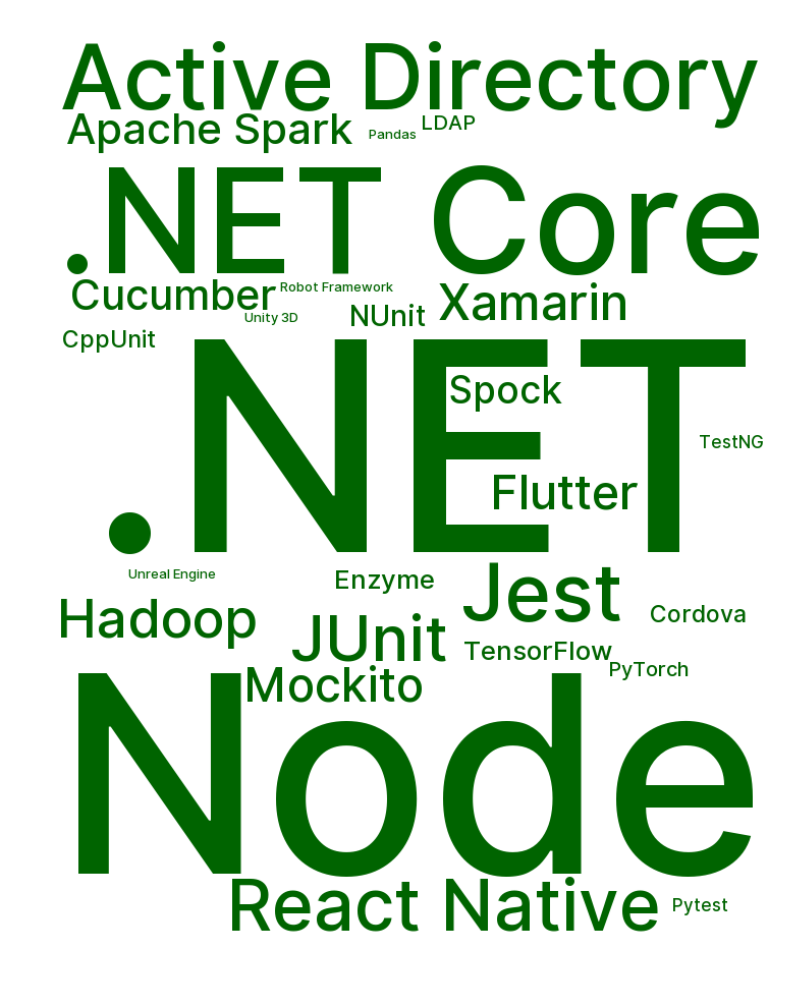 Active Directory
Apache Spark
Pandas
LDAP
.NET Core
Cucumber
Robot Framework
Unity 3D
NUnit
Xamarin
CppUnit
.NET
Spock
TestNG
Flutter
Unreal Engine
Enzyme
Jest
Hadoop
Cordova
JUnit
TensorFlow
PyTorch
Mockito
Node
React Native
Pytest